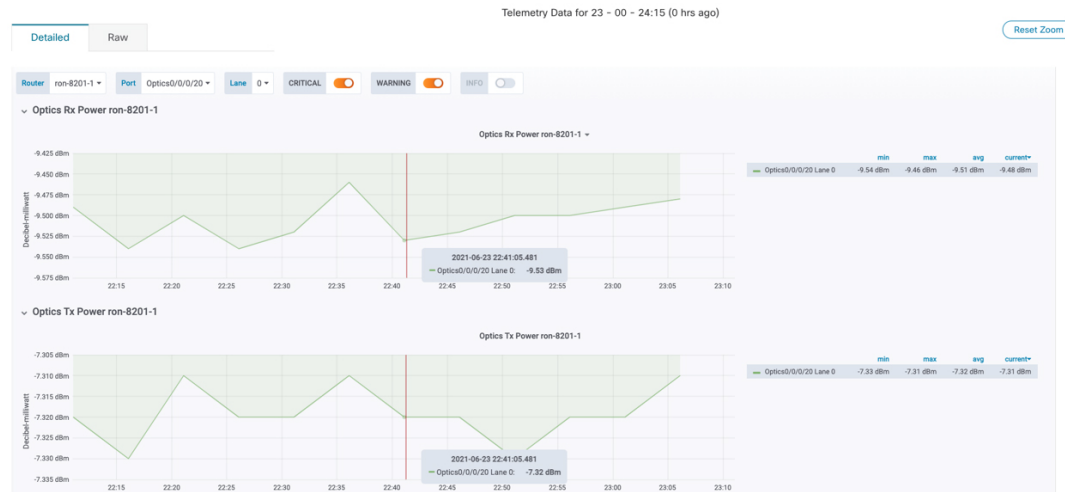 Telemetry Data for 23 - 00 - 24:15 (0 hrs ago)
Detailed Raw Reset Zoom
Router ron-8201-1 Port Optics0/0/0/20 Lane 0 CRITICAL WARNING INFO
Optics Rx Power ron-8201-1
Optics Rx Power ron-8201-1
Decibel-milliwatt
-9.425 dBm
-9.450 dBm
-9.475 dBm
-9.500 dBm
-9.525 dBm
-9.550 dBm
-9.575 dBm
22:15 22:20 22:25 22:30 22:35 22:40 22:45 22:50 22:55 23:00 23:05 23:10
2021-06-23 22:41:05.481
Optics0/0/0/20 Lane 0: -9.53 dBm
min max avg current
Optics0/0/0/20 Lane 0 -9.54 dBm -9.46 dBm -9.51 dBm -9.48 dBm
Optics Tx Power ron-8201-1
Optics Tx Power ron-8201-1
Decibel-milliwatt
-7.305 dBm
-7.310 dBm
-7.315 dBm
-7.320 dBm
-7.325 dBm
-7.330 dBm
-7.335 dBm
22:15 22:20 22:25 22:30 22:35 22:40 22:45 22:50 22:55 23:00 23:05 23:10
2021-06-23 22:41:05.481
Optics0/0/0/20 Lane 0: -7.32 dBm
min max avg current
Optics0/0/0/20 Lane 0 -7.33 dBm -7.31 dBm -7.32 dBm -7.31 dBm